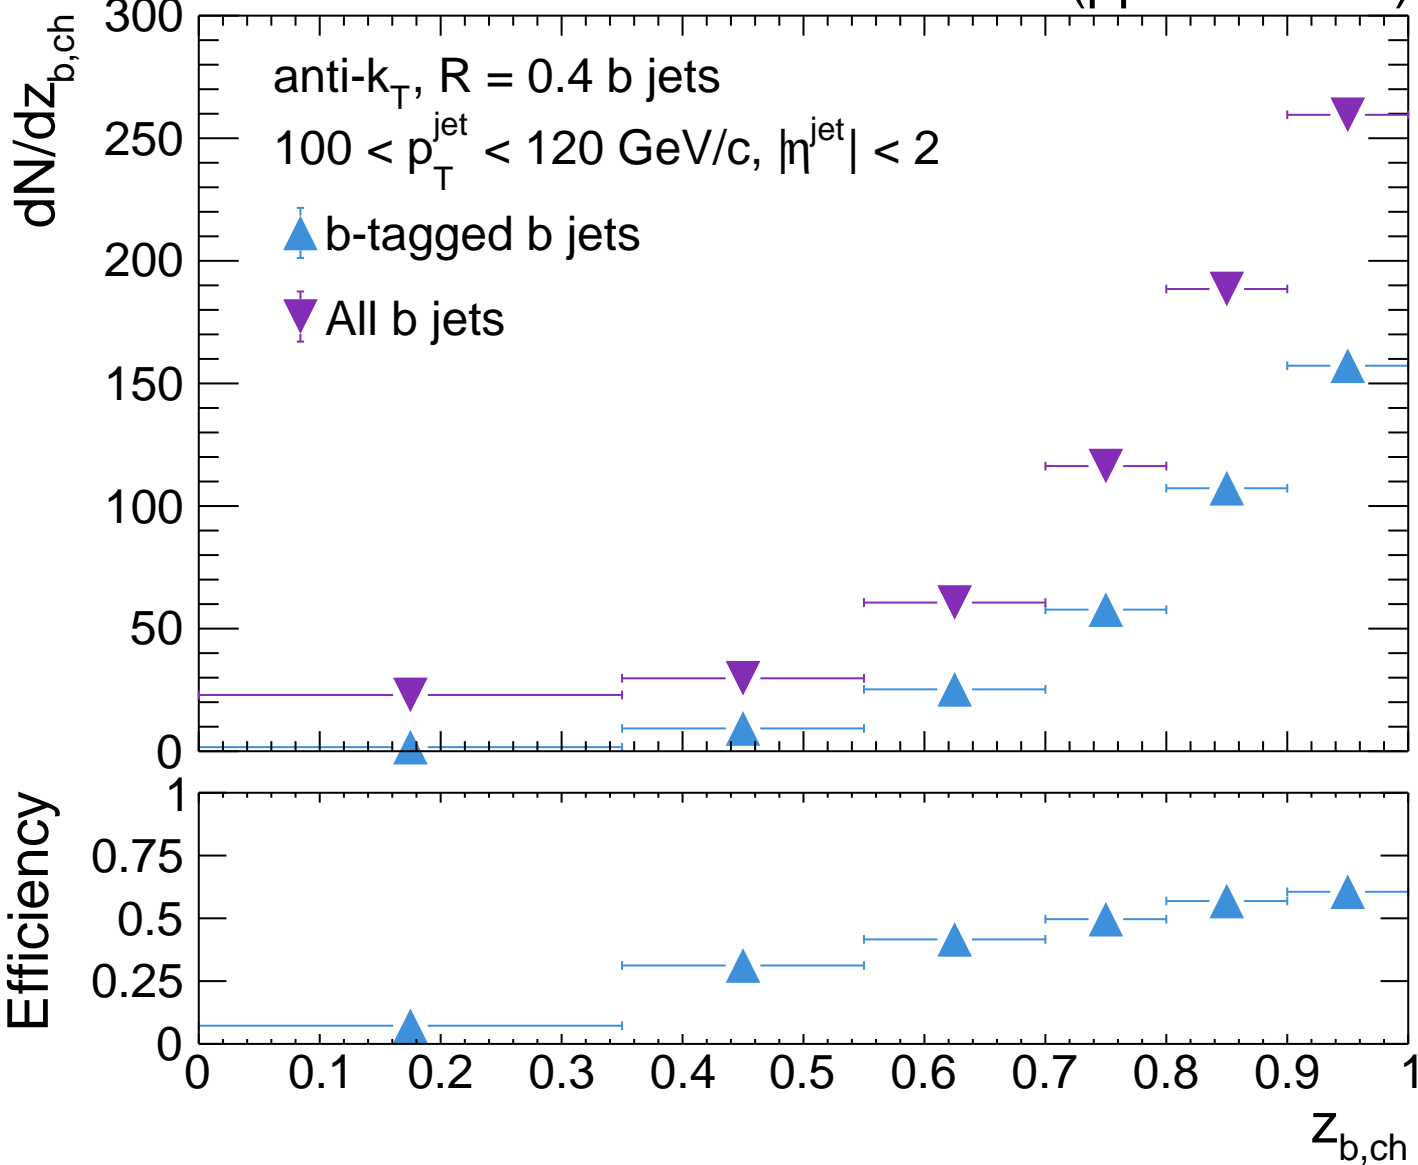 300
250
200
150
100
50
0
dN/dz_b,ch
anti-k_T, R = 0.4 b jets
100 < p_T^jet < 120 GeV/c, |η^jet| < 2
b-tagged b jets
All b jets
1
0.75
0.5
0.25
0
Efficiency
0 0.1 0.2 0.3 0.4 0.5 0.6 0.7 0.8 0.9 1
z_b,ch